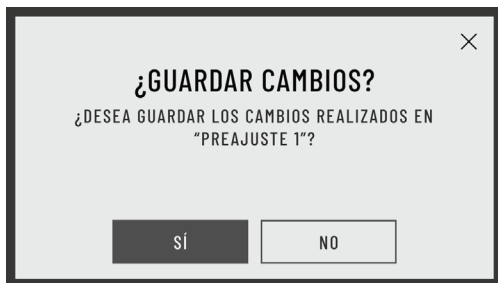 ¿GUARDAR CAMBIOS?
¿DESEA GUARDAR LOS CAMBIOS REALIZADOS EN
“PREAJUSTE 1”?
SÍ
NO